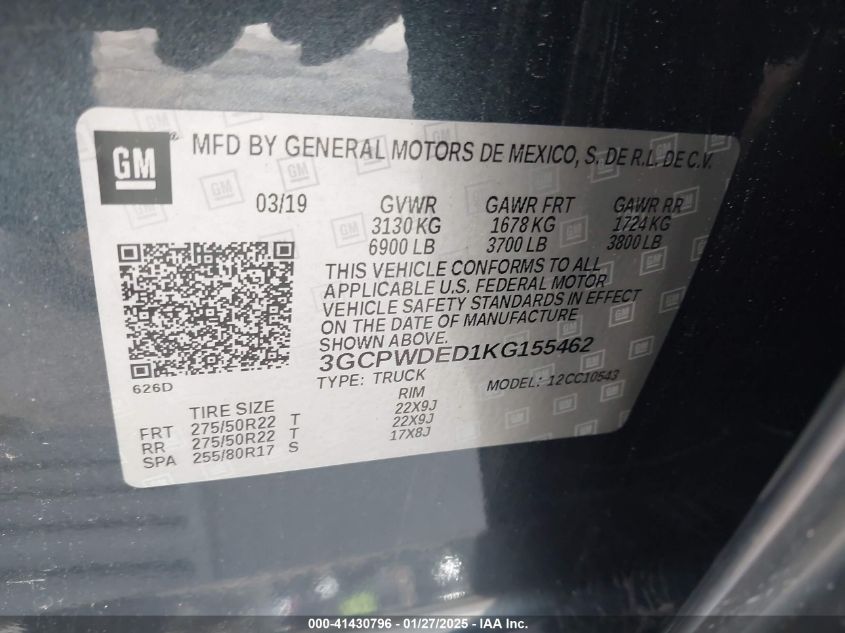 GM
MFD BY GENERAL MOTORS DE MEXICO, S. DE R.L. DE C.V.
03/19 GVWR GAWR FRT GAWR RR
3130 KG 1678 KG 1724 KG
6900 LB 3700 LB 3800 LB
THIS VEHICLE CONFORMS TO ALL
APPLICABLE U.S. FEDERAL MOTOR
VEHICLE SAFETY STANDARDS IN EFFECT
ON THE DATE OF MANUFACTURE
SHOWN ABOVE.
3GCPWDED1KG155462
TYPE: TRUCK MODEL: 12CC10543
626D
TIRE SIZE RIM
FRT 275/50R22 T 22X9J
RR 275/50R22 T 22X9J
SPA 255/80R17 S 17X8J
000-41430796 - 01/27/2025 - IAA Inc.